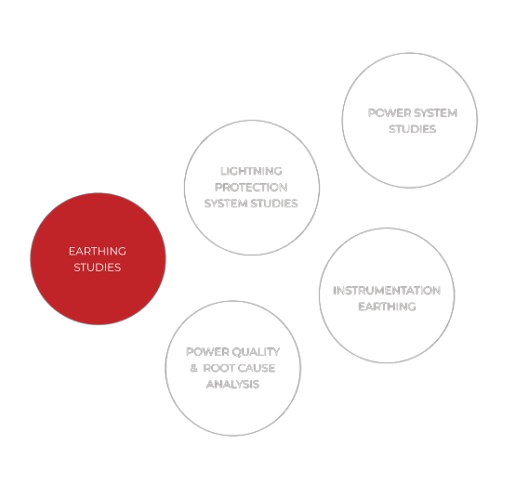 POWER SYSTEM
STUDIES
LIGHTNING
PROTECTION
SYSTEM STUDIES
EARTHING
STUDIES
INSTRUMENTATION
EARTHING
POWER QUALITY
& ROOT CAUSE
ANALYSIS